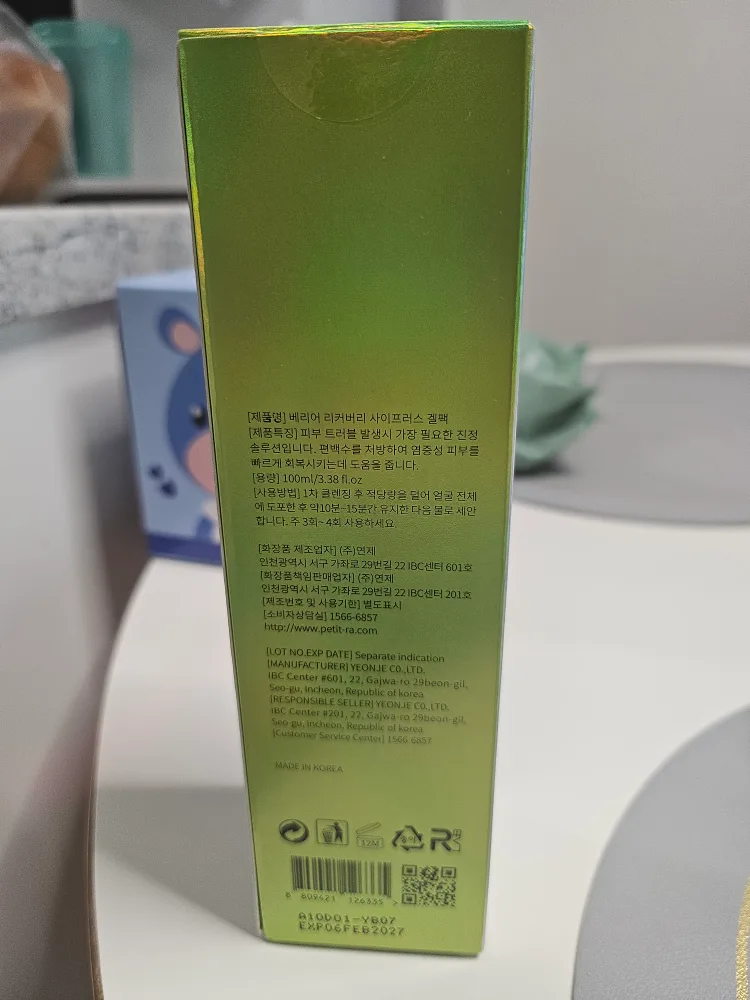 [제품명] 베리어 리커버리 사이프러스 겔팩
[제품특징] 피부 트러블 발생시 가장 필요한 진정
솔루션입니다. 편백수를 처방하여 염증성 피부를
빠르게 회복시키는데 도움을 줍니다.
[용량] 100ml/3.38 fl.oz
[사용방법] 1차 클렌징 후 적당량을 덜어 얼굴 전체
에 도포한 후 약10분~15분간 유지한 다음 물로 세안
합니다. 주 3회~4회 사용하세요
[화장품 제조업자] (주)연제
인천광역시 서구 가좌로 29번길 22 IBC센터 601호
[화장품책임판매업자] (주)연제
인천광역시 서구 가좌로 29번길 22 IBC센터 201호
[제조번호 및 사용기한] 별도표시
[소비자상담실] 1566-6857
http://www.petit-ra.com
[LOT NO.EXP DATE] Separate indication
[MANUFACTURER] YEONJE CO.,LTD.
IBC Center #601, 22, Gajwa-ro 29beon-gil,
Seo-gu, Incheon, Republic of korea
[RESPONSIBLE SELLER] YEONJE CO.,LTD.
IBC Center #201, 22, Gajwa-ro 29beon-gil,
Seo-gu, Incheon, Republic of korea
[Customer Service Center] 1566-6857
MADE IN KOREA
12M
R LAB
8 809421 126335 >
A10D01-YB07
EXP06FEB2027